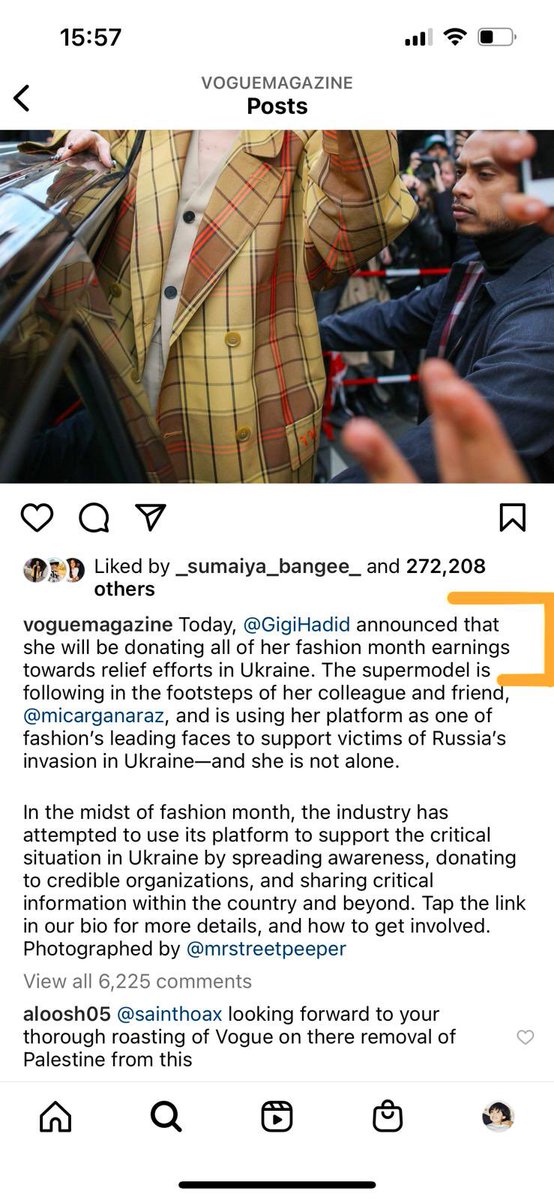 15:57
VOGUEMAGAZINE
Posts
Liked by _sumaiya_bangee_ and 272,208
others
voguemagazine Today, @GigiHadid announced that
she will be donating all of her fashion month earnings
towards relief efforts in Ukraine. The supermodel is
following in the footsteps of her colleague and friend,
@micarganaraz, and is using her platform as one of
fashion’s leading faces to support victims of Russia’s
invasion in Ukraine—and she is not alone.
In the midst of fashion month, the industry has
attempted to use its platform to support the critical
situation in Ukraine by spreading awareness, donating
to credible organizations, and sharing critical
information within the country and beyond. Tap the link
in our bio for more details, and how to get involved.
Photographed by @mrstreetpeeper
View all 6,225 comments
aloosh05 @sainthoax looking forward to your
thorough roasting of Vogue on there removal of
Palestine from this